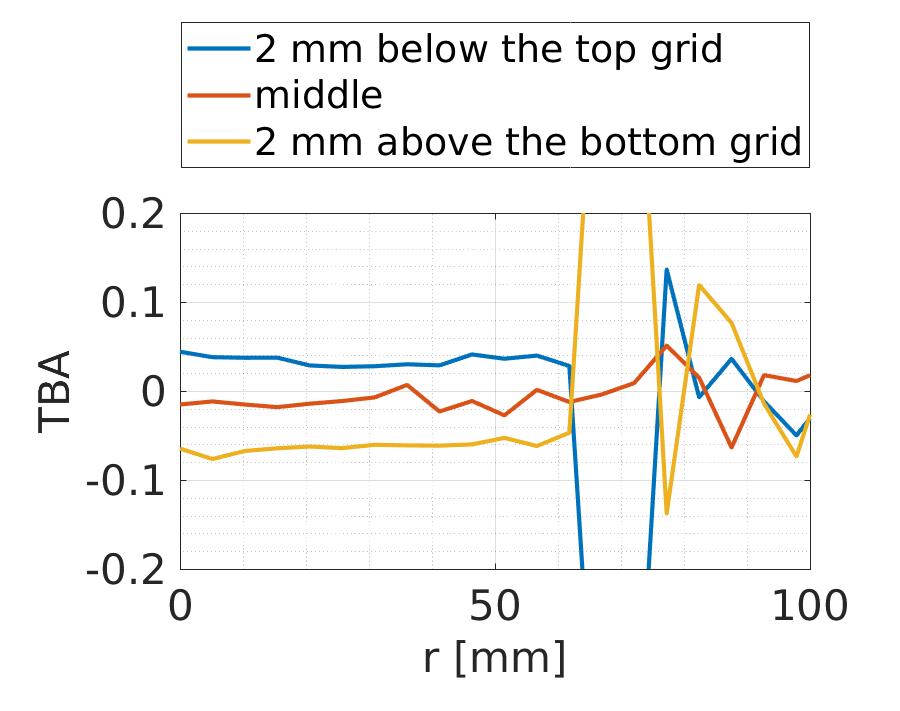 2 mm below the top grid
middle
2 mm above the bottom grid
0.2
0.1
0
-0.1
-0.2
TBA
0 50 100
r [mm]